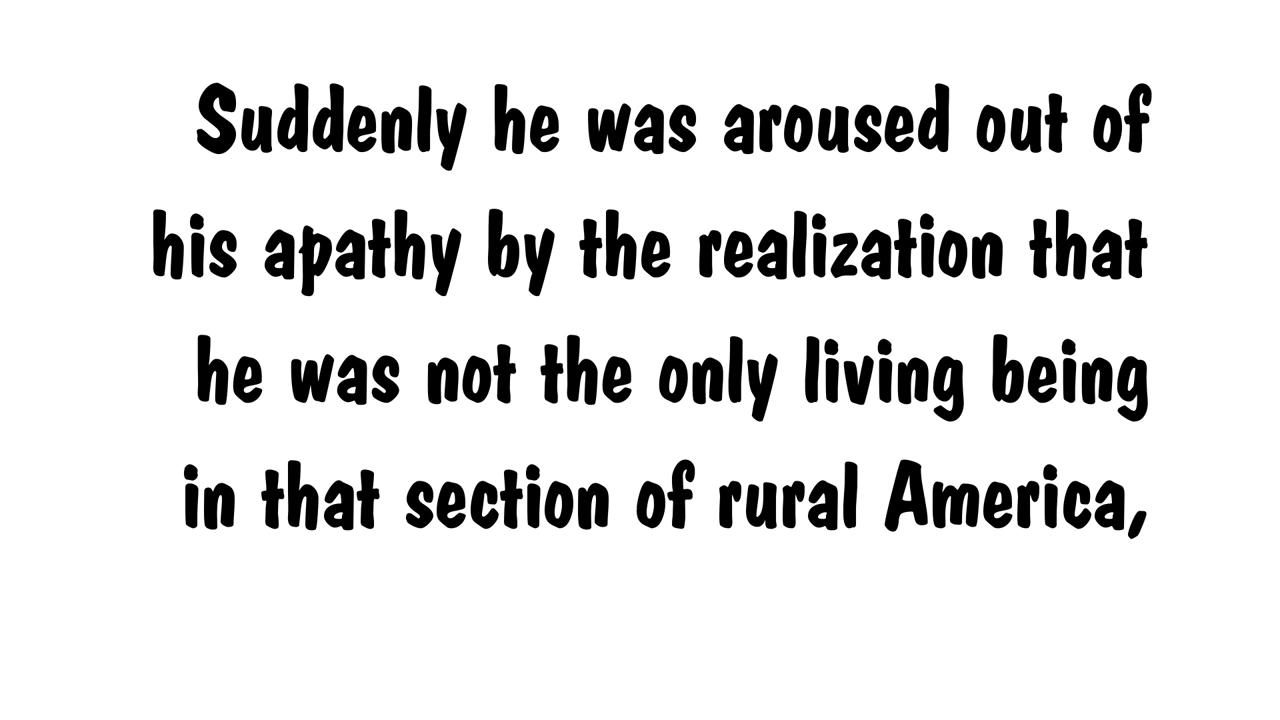 Suddenly he was aroused out of
his apathy by the realization that
he was not the only living being
in that section of rural America,